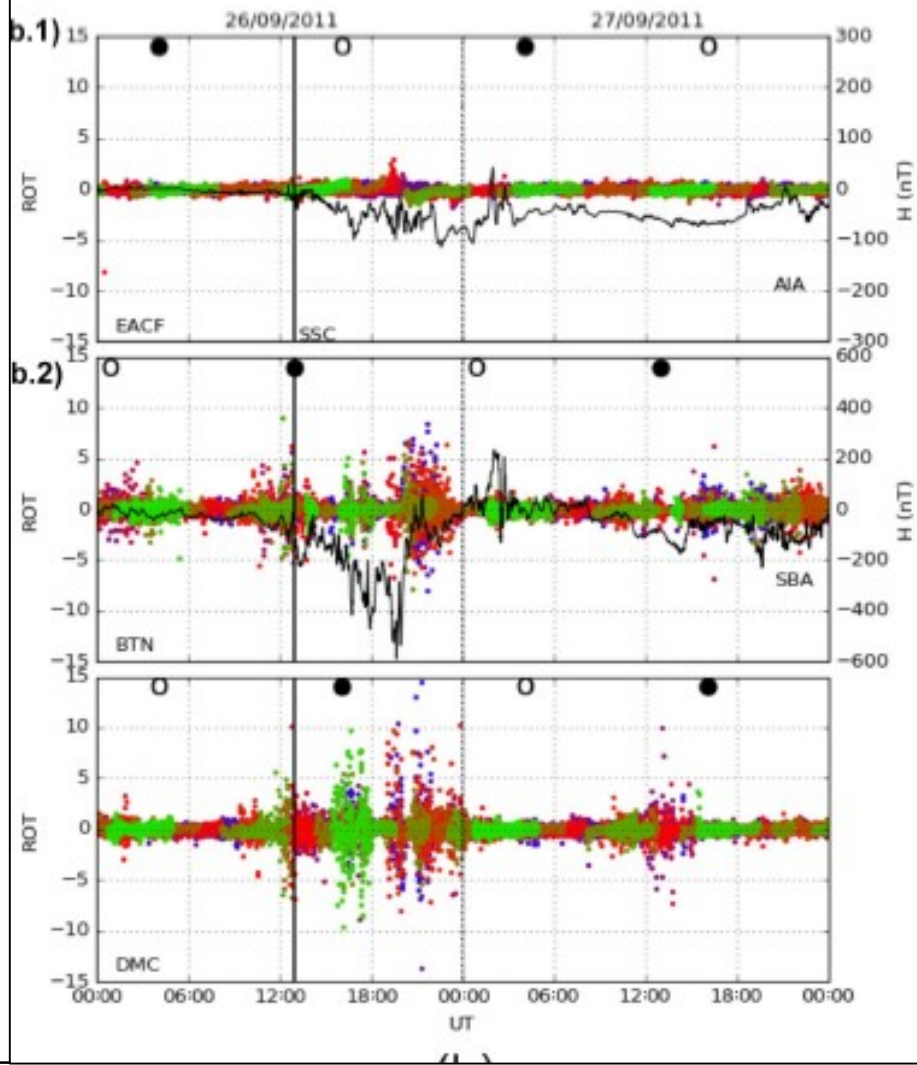 26/09/2011 27/09/2011
b.1)
15 300
10 200
5 100
ROT 0 0 H (nT)
−5 −100
−10 −200
AIA
EACF
SSC
−15 −300
b.2)
15 600
10 400
5 200
ROT 0 0 H (nT)
−5 −200
SBA
−10 −400
BTN
−15 −600
15
10
5
ROT 0
−5
−10
DMC
−15
00:00 06:00 12:00 18:00 00:00 06:00 12:00 18:00 00:00
UT